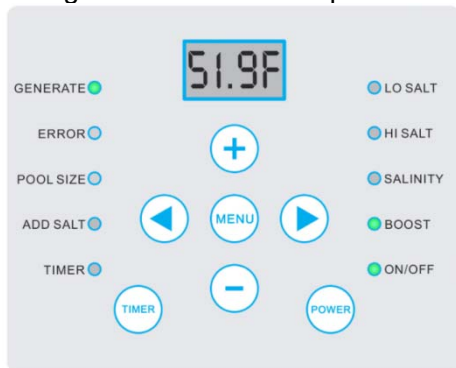 51.9F
GENERATE
LO SALT
ERROR
HI SALT
POOL SIZE
MENU
SALINITY
ADD SALT
BOOST
TIMER
ON/OFF
TIMER
POWER